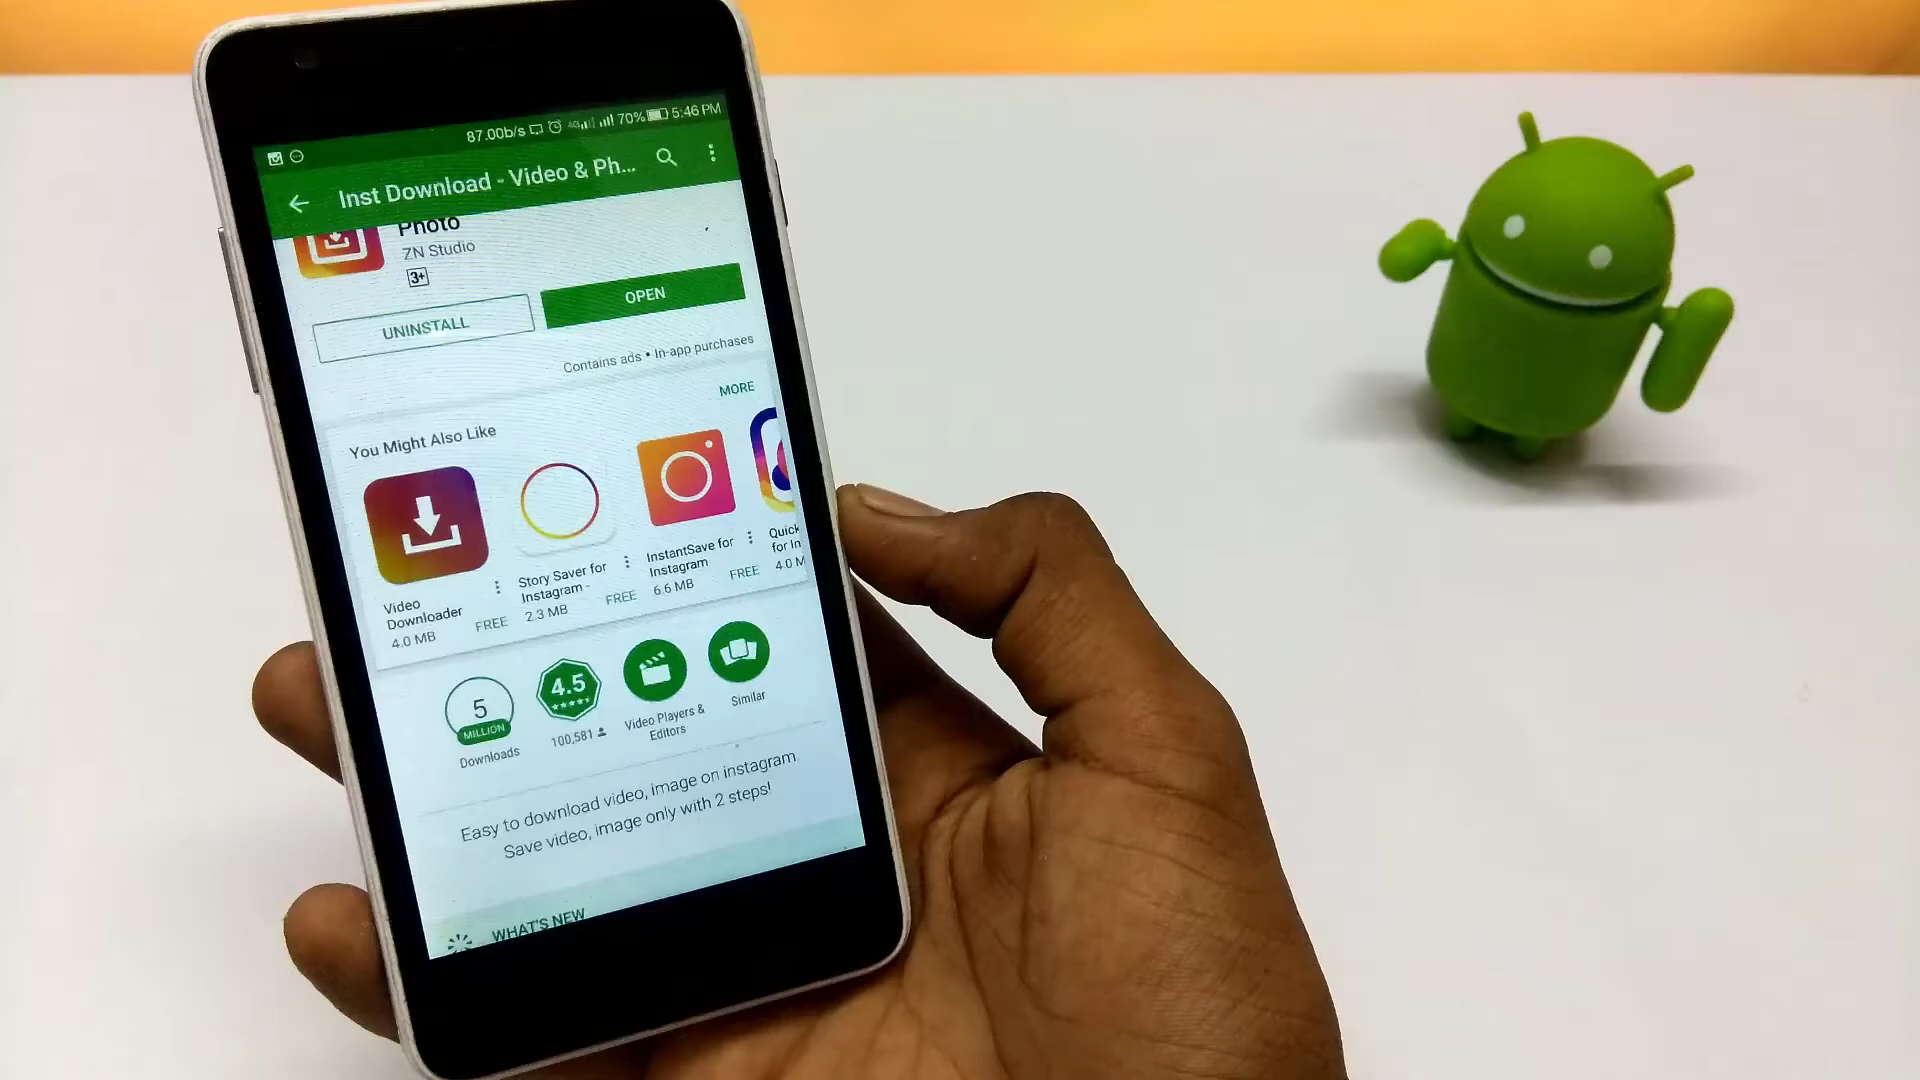 87.00b/s 4G 70% 5:46 PM
Inst Download - Video & Ph...
Photo
ZN Studio
3+
UNINSTALL
OPEN
Contains ads • In-app purchases
MORE
You Might Also Like
Video
Downloader
4.0 MB
FREE
Story Saver for
Instagram -
2.3 MB
FREE
InstantSave for
Instagram
6.6 MB
FREE
Quick
for In
4.0 M
5
MILLION
Downloads
4.5
100,581
Video Players &
Editors
Similar
Easy to download video, image on instagram.
Save video, image only with 2 steps!
WHAT'S NEW